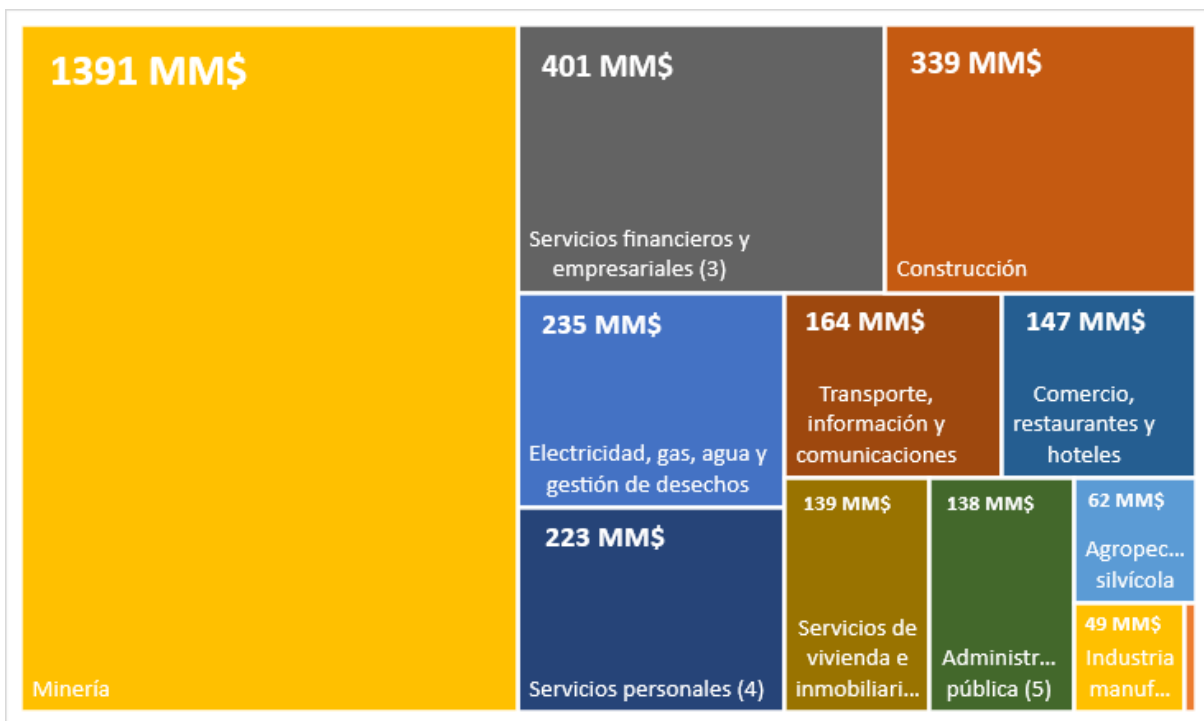 1391 MM$
Minería
401 MM$
Servicios financieros y
empresariales (3)
339 MM$
Construcción
235 MM$
Electricidad, gas, agua y
gestión de desechos
223 MM$
Servicios personales (4)
164 MM$
Transporte,
información y
comunicaciones
147 MM$
Comercio,
restaurantes y
hoteles
139 MM$
Servicios de
vivienda e
inmobiliari...
138 MM$
Administr...
pública (5)
62 MM$
Agropec...
silvícola
49 MM$
Industria
manuf...